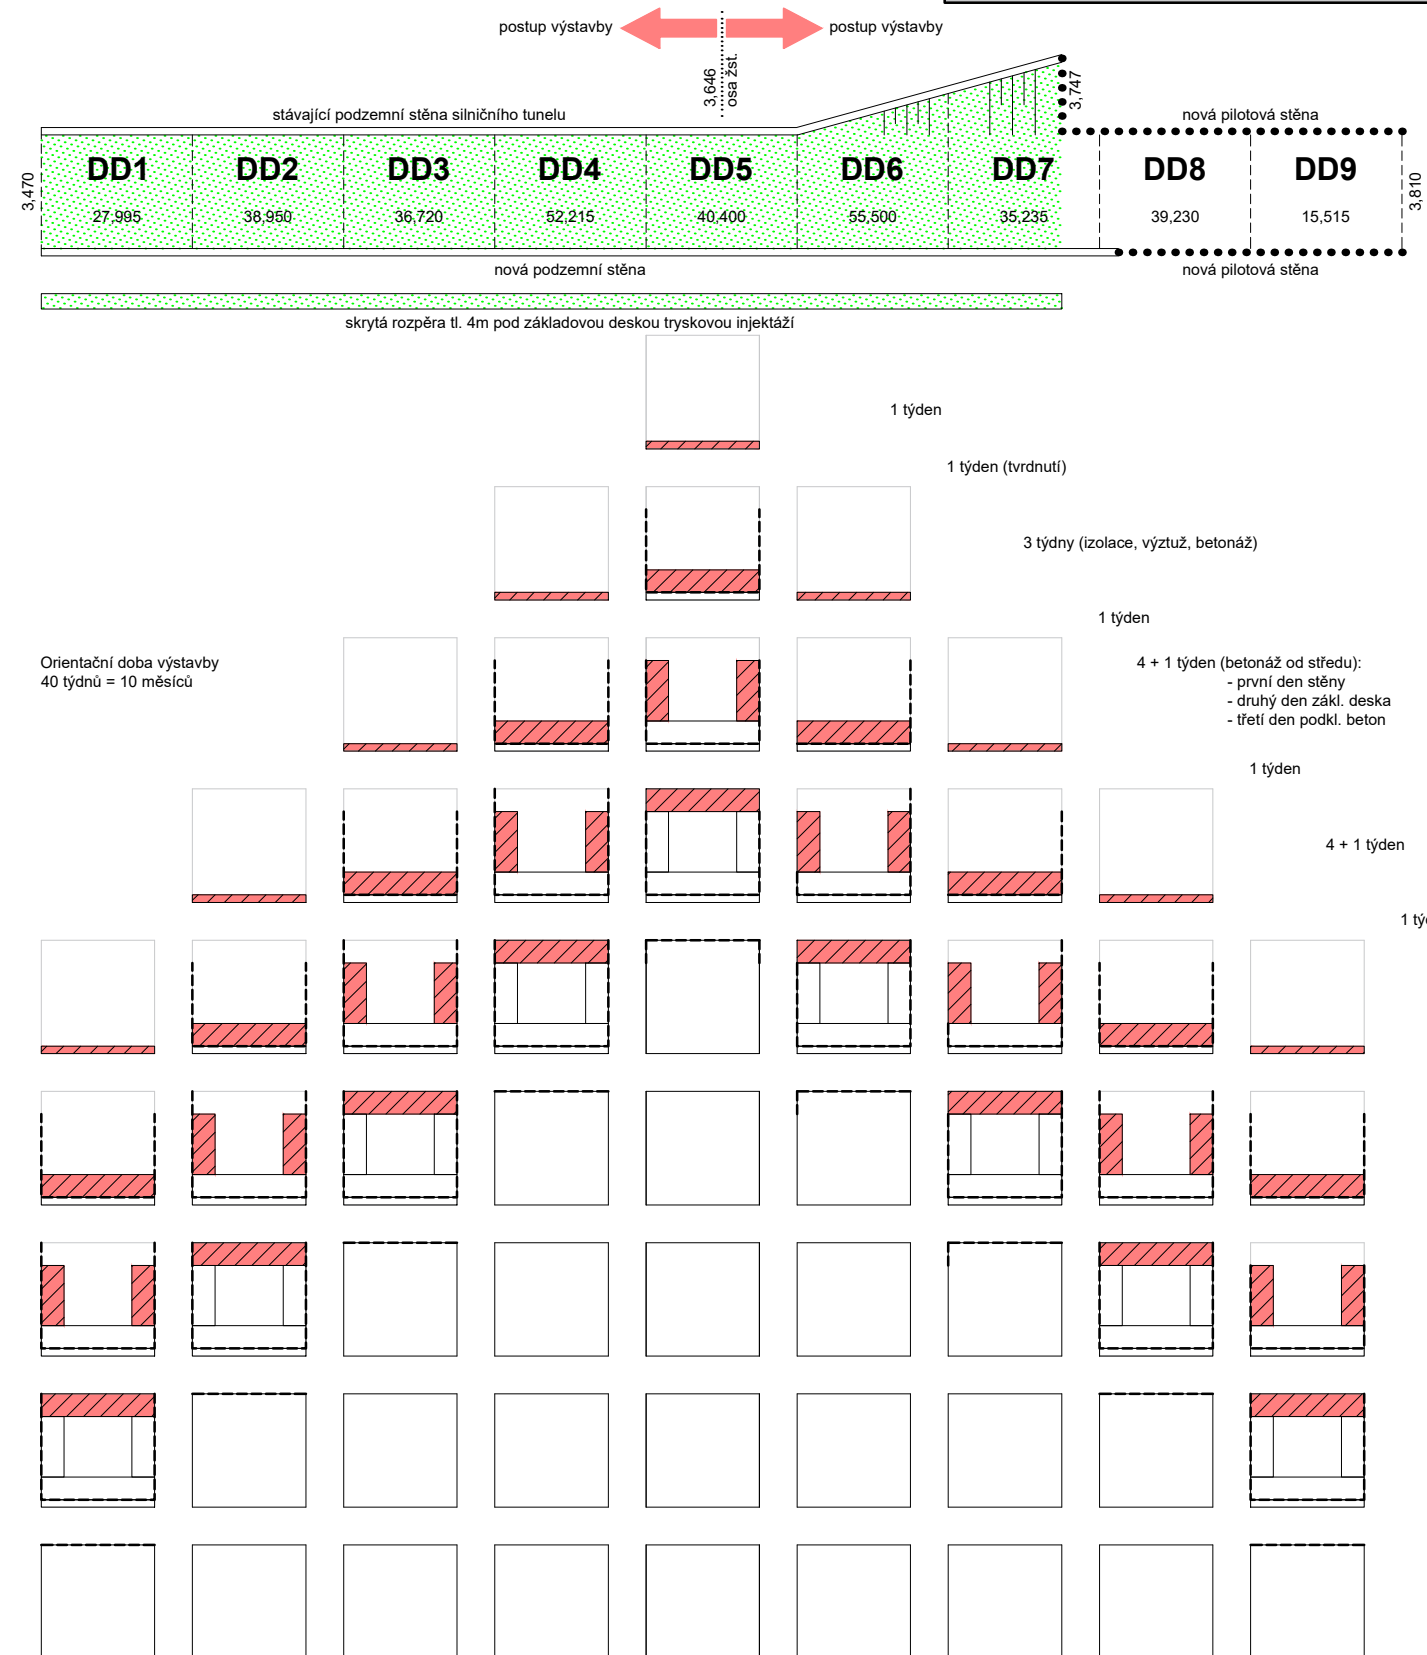 postup výstavby
postup výstavby
3,646
osa žst.
3,747
stávající podzemní stěna silničního tunelu
nová pilotová stěna
3,470
DD1
DD2
DD3
DD4
DD5
DD6
DD7
DD8
DD9
3,810
27,995
38,950
36,720
52,215
40,400
55,500
35,235
39,230
15,515
nová podzemní stěna
nová pilotová stěna
skrytá rozpěra tl. 4m pod základovou deskou tryskovou injektáží
1 týden
1 týden (tvrdnutí)
3 týdny (izolace, výztuž, betonáž)
1 týden
Orientační doba výstavby
40 týdnů = 10 měsíců
4 + 1 týden (betonáž od středu):
- první den stěny
- druhý den zákl. deska
- třetí den podkl. beton
1 týden
4 + 1 týden
1